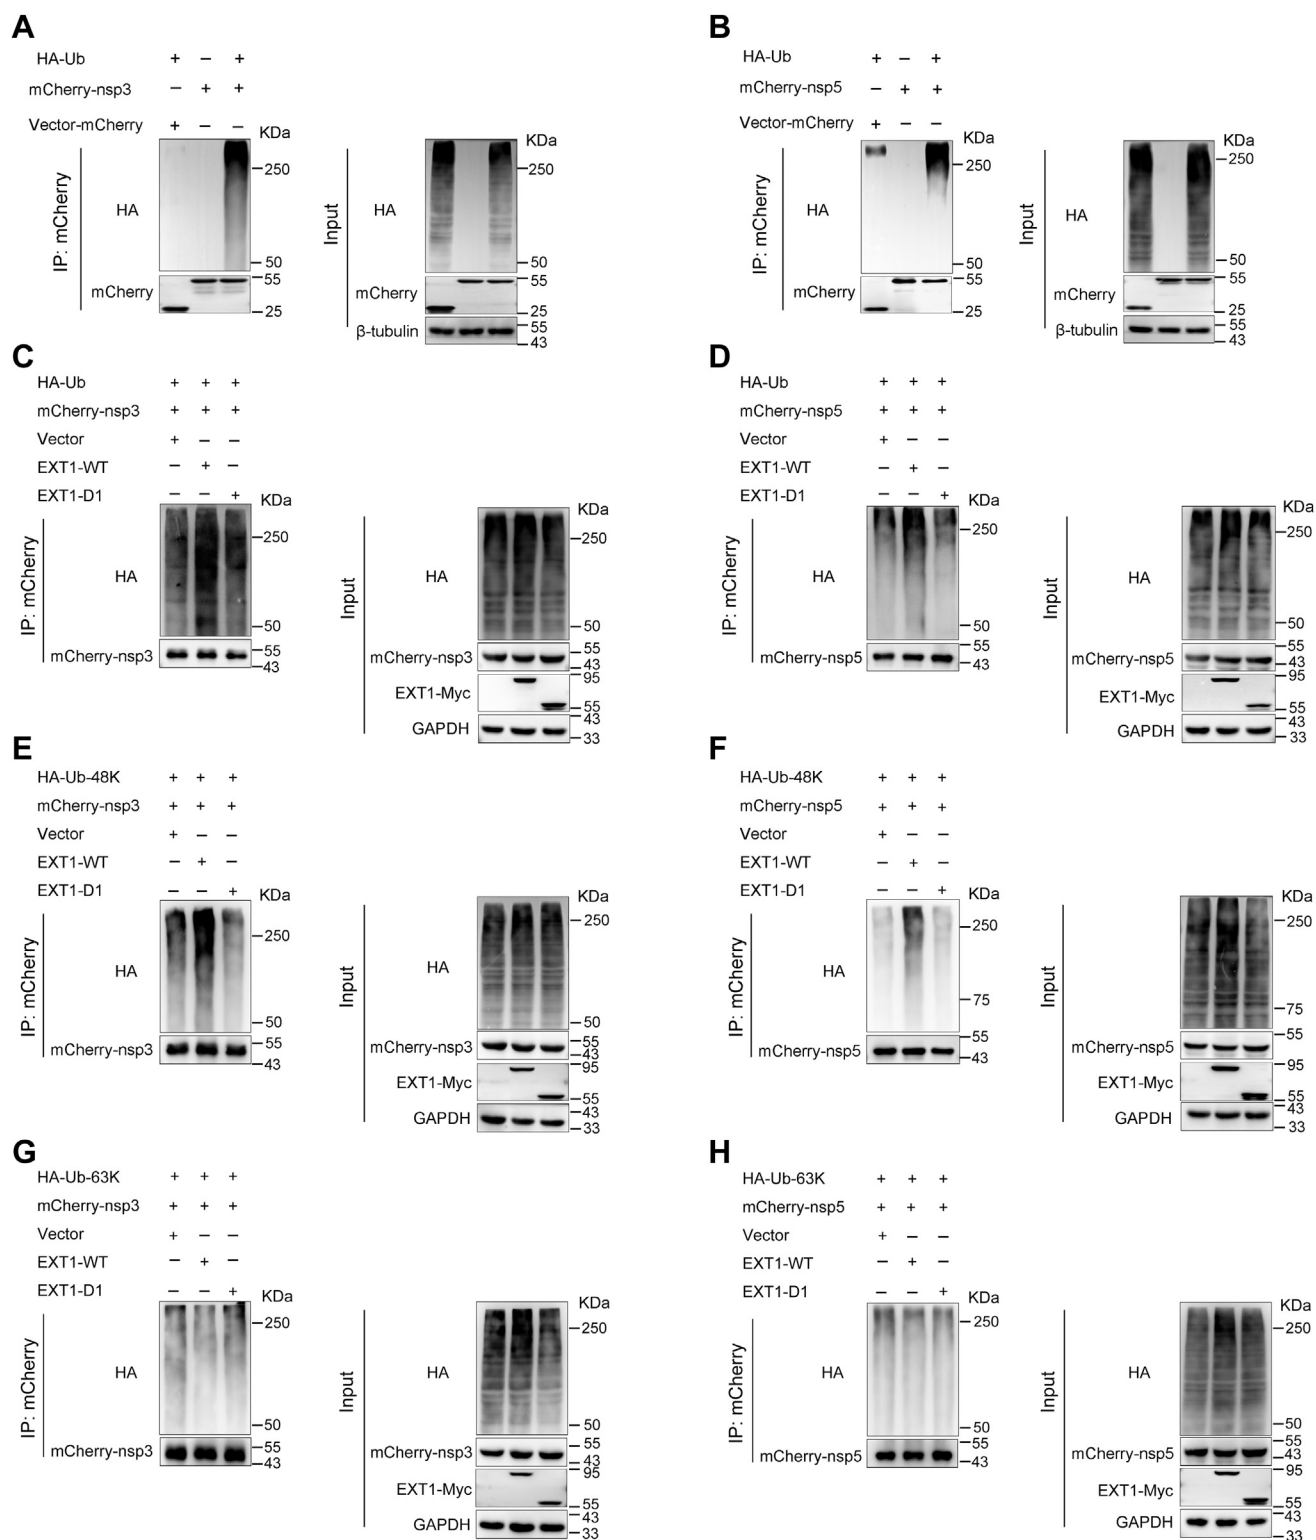 A
HA-Ub + − +
mCherry-nsp3 − + +
Vector-mCherry + − −
KDa
IP: mCherry
HA
250
50
mCherry
55
25
Input
HA
250
50
mCherry
55
25
β-tubulin
55
43
B
HA-Ub + − +
mCherry-nsp5 − + +
Vector-mCherry + − −
KDa
IP: mCherry
HA
250
50
mCherry
55
25
KDa
Input
HA
250
50
mCherry
55
25
β-tubulin
55
43
C
HA-Ub + + +
mCherry-nsp3 + + +
Vector + − −
EXT1-WT − + −
EXT1-D1 − − +
KDa
IP: mCherry
HA
250
50
mCherry-nsp3
55
43
KDa
Input
HA
250
50
mCherry-nsp3
55
43
EXT1-Myc
95
55
GAPDH
43
33
D
HA-Ub + + +
mCherry-nsp5 + + +
Vector + − −
EXT1-WT − + −
EXT1-D1 − − +
KDa
IP: mCherry
HA
250
50
mCherry-nsp5
55
43
KDa
Input
HA
250
50
mCherry-nsp5
55
43
EXT1-Myc
95
55
GAPDH
43
33
E
HA-Ub-48K + + +
mCherry-nsp3 + + +
Vector + − −
EXT1-WT − + −
EXT1-D1 − − +
KDa
IP: mCherry
HA
250
50
mCherry-nsp3
55
43
KDa
Input
HA
250
50
mCherry-nsp3
55
43
EXT1-Myc
95
55
GAPDH
43
33
F
HA-Ub-48K + + +
mCherry-nsp5 + + +
Vector + − −
EXT1-WT − + −
EXT1-D1 − − +
KDa
IP: mCherry
HA
250
75
mCherry-nsp5
55
43
KDa
Input
HA
250
75
mCherry-nsp5
55
EXT1-Myc
95
55
GAPDH
43
33
G
HA-Ub-63K + + +
mCherry-nsp3 + + +
Vector + − −
EXT1-WT − + −
EXT1-D1 − − +
KDa
IP: mCherry
HA
250
50
mCherry-nsp3
55
43
KDa
Input
HA
250
50
mCherry-nsp3
55
43
EXT1-Myc
95
55
GAPDH
43
33
H
HA-Ub-63K + + +
mCherry-nsp5 + + +
Vector + − −
EXT1-WT − + −
EXT1-D1 − − +
KDa
IP: mCherry
HA
250
50
mCherry-nsp5
55
43
KDa
Input
HA
250
50
mCherry-nsp5
55
43
EXT1-Myc
95
55
GAPDH
43
33